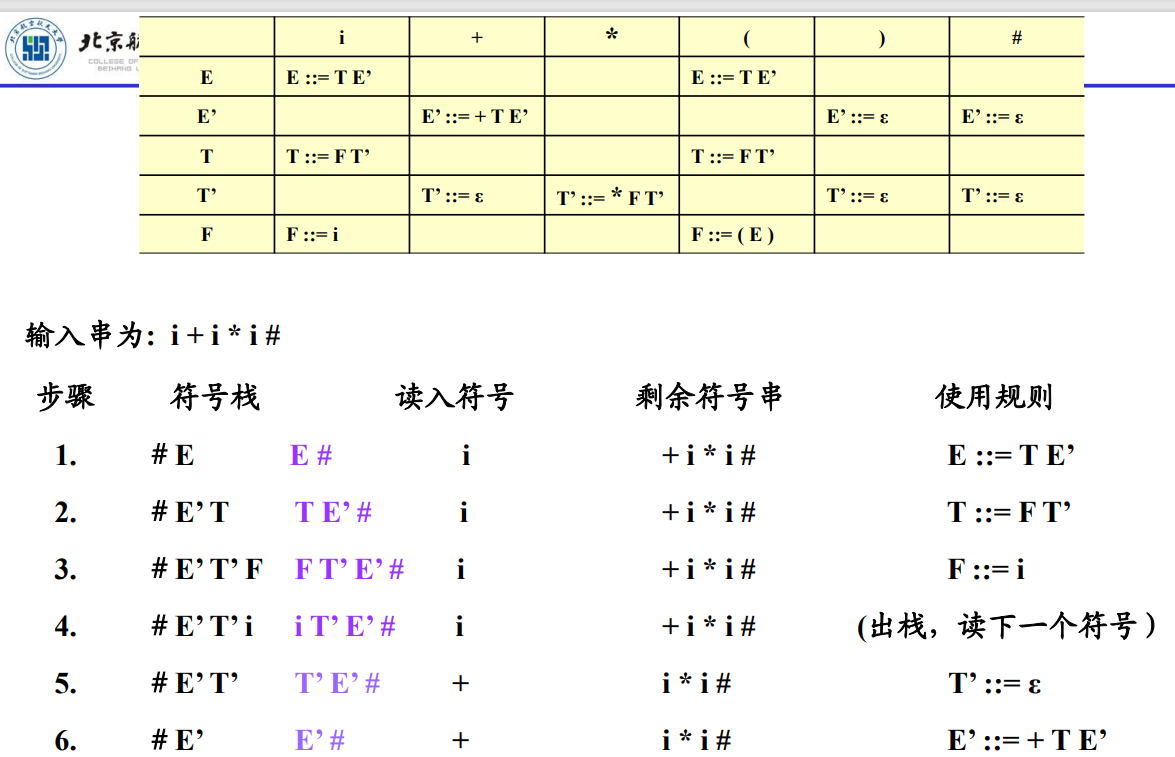 北京航
COLLEGE OF
BEIHANG U
i + * ( ) #
E E ::= T E’ E ::= T E’
E’ E’ ::= + T E’ E’ ::= ε E’ ::= ε
T T ::= F T’ T ::= F T’
T’ T’ ::= ε T’ ::= * F T’ T’ ::= ε T’ ::= ε
F F ::= i F ::= ( E )
输入串为: i + i * i #
步骤 符号栈 读入符号 剩余符号串 使用规则
1. # E E # i + i * i # E ::= T E’
2. # E’ T T E’ # i + i * i # T ::= F T’
3. # E’ T’ F F T’ E’ # i + i * i # F ::= i
4. # E’ T’ i i T’ E’ # i + i * i # (出栈，读下一个符号）
5. # E’ T’ T’ E’ # + i * i # T’ ::= ε
6. # E’ E’ # + i * i # E’ ::= + T E’